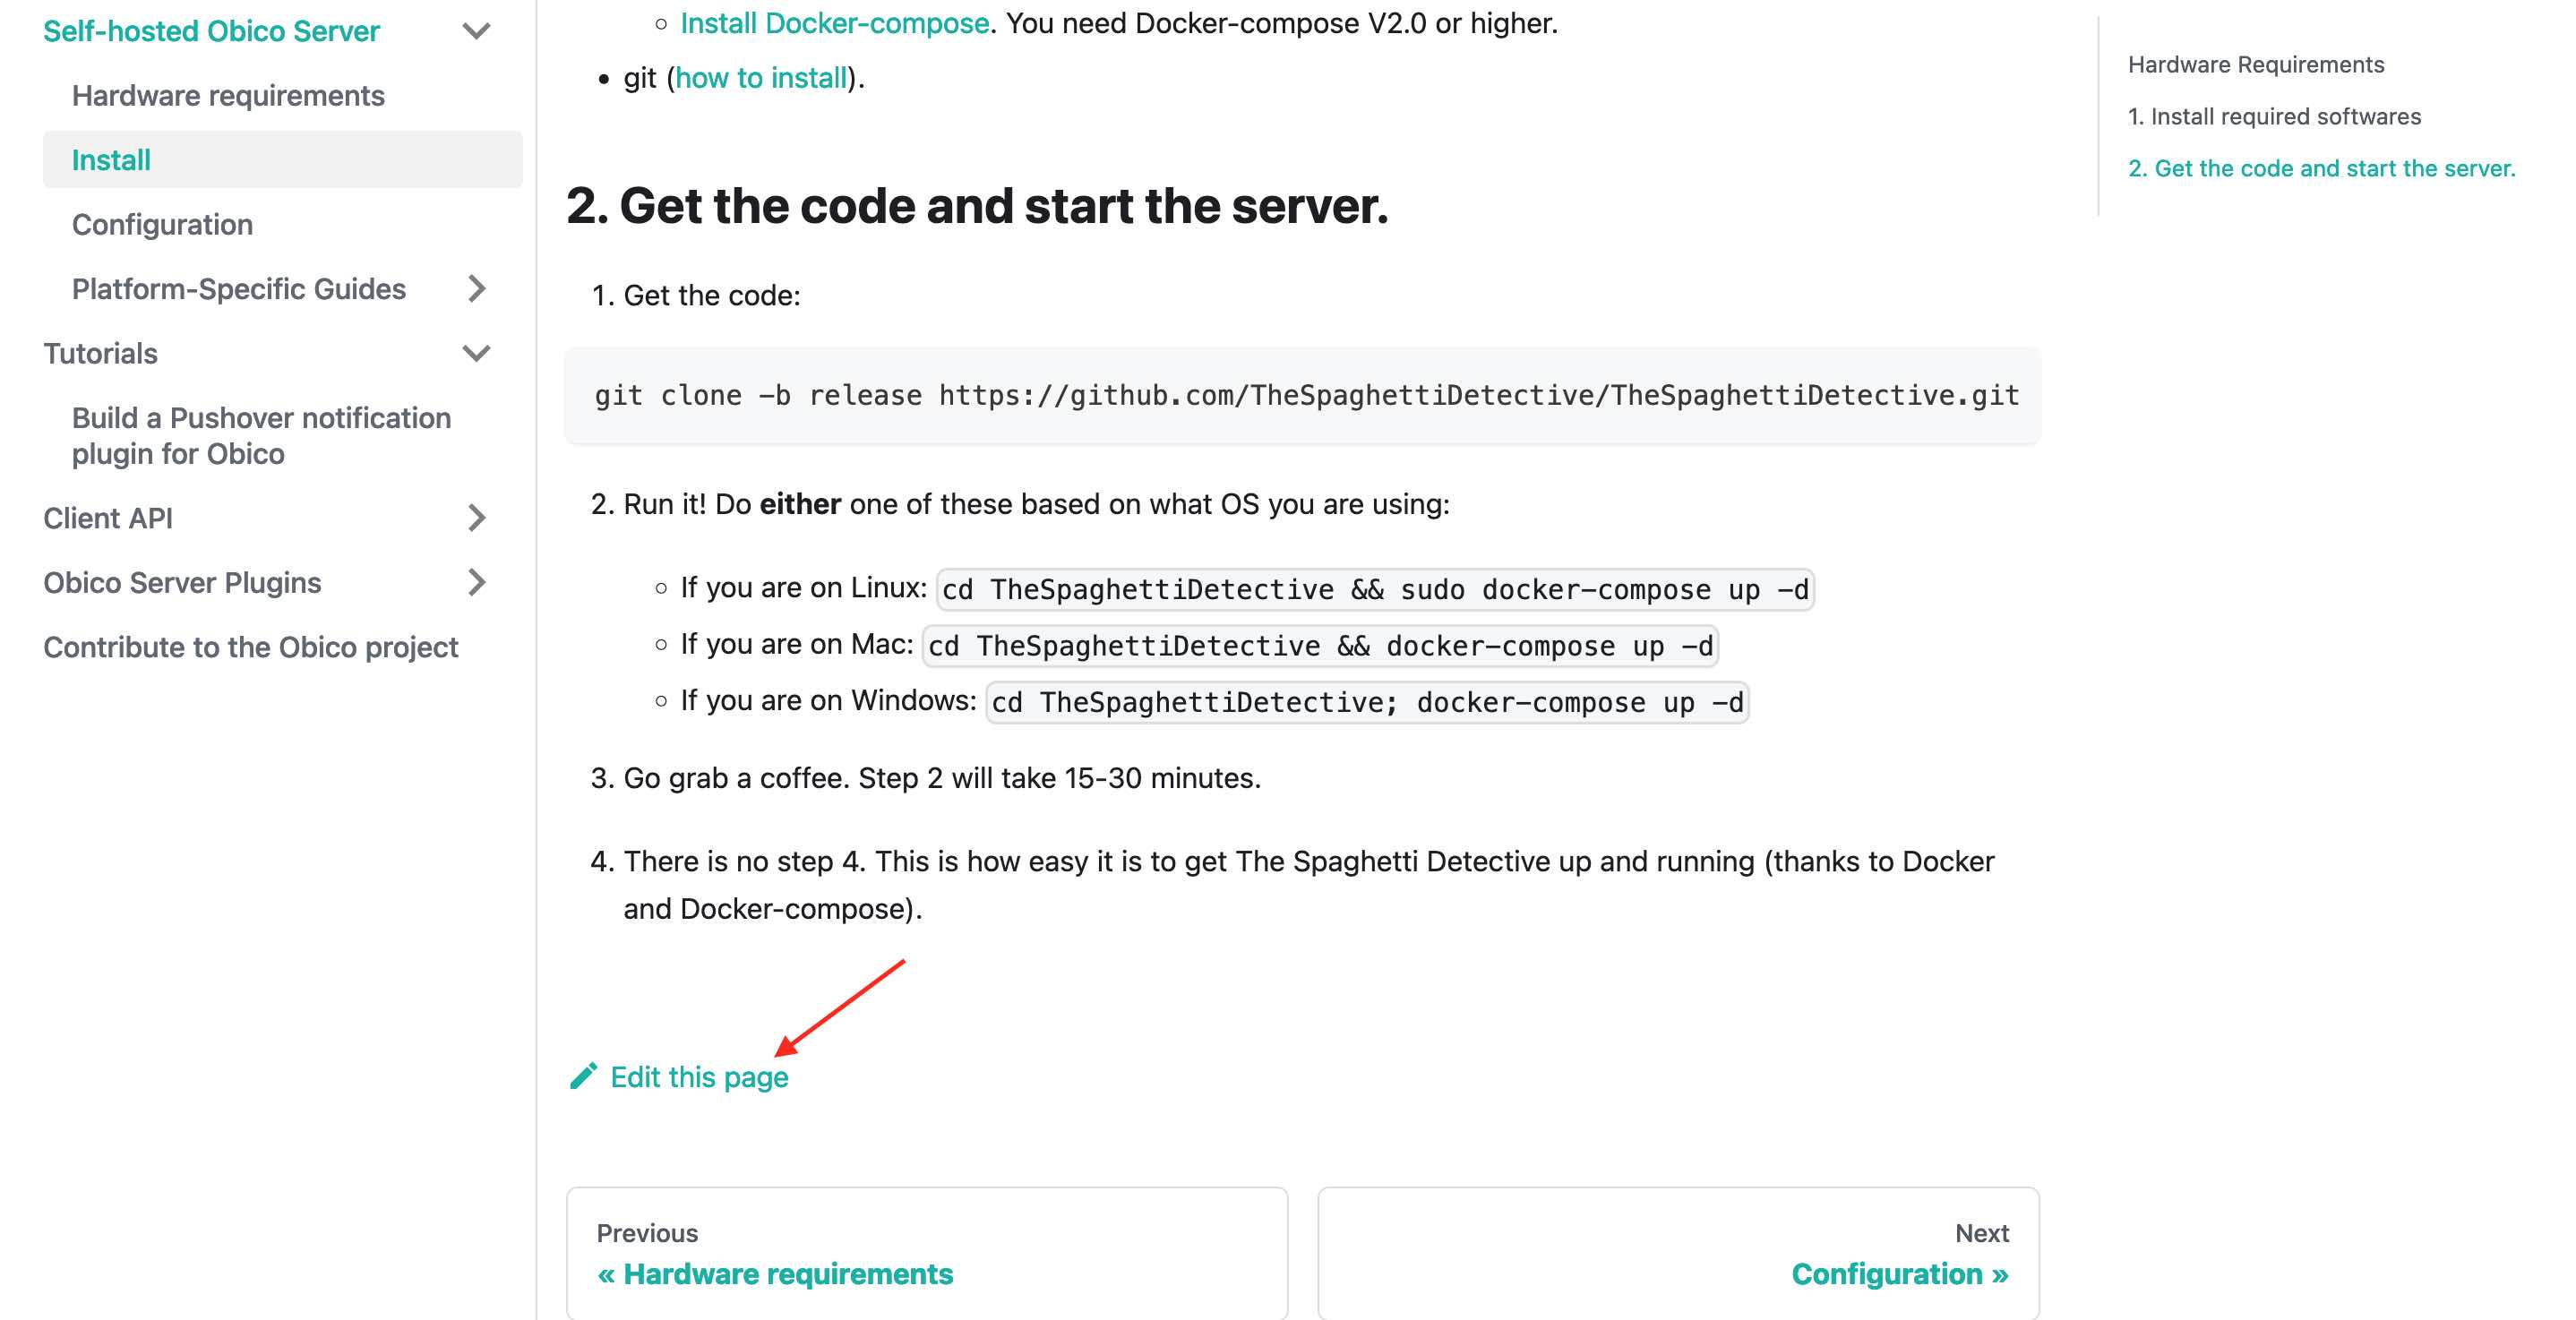 Self-hosted Obico Server
Hardware requirements
Install
Configuration
Platform-Specific Guides
Tutorials
Build a Pushover notification
plugin for Obico
Client API
Obico Server Plugins
Contribute to the Obico project
Install Docker-compose. You need Docker-compose V2.0 or higher.
git (how to install).
2. Get the code and start the server.
1. Get the code:
git clone -b release https://github.com/TheSpaghettiDetective/TheSpaghettiDetective.git
2. Run it! Do either one of these based on what OS you are using:
If you are on Linux: cd TheSpaghettiDetective && sudo docker-compose up -d
If you are on Mac: cd TheSpaghettiDetective && docker-compose up -d
If you are on Windows: cd TheSpaghettiDetective; docker-compose up -d
3. Go grab a coffee. Step 2 will take 15-30 minutes.
4. There is no step 4. This is how easy it is to get The Spaghetti Detective up and running (thanks to Docker
and Docker-compose).
Edit this page
Previous
« Hardware requirements
Next
Configuration »
Hardware Requirements
1. Install required softwares
2. Get the code and start the server.